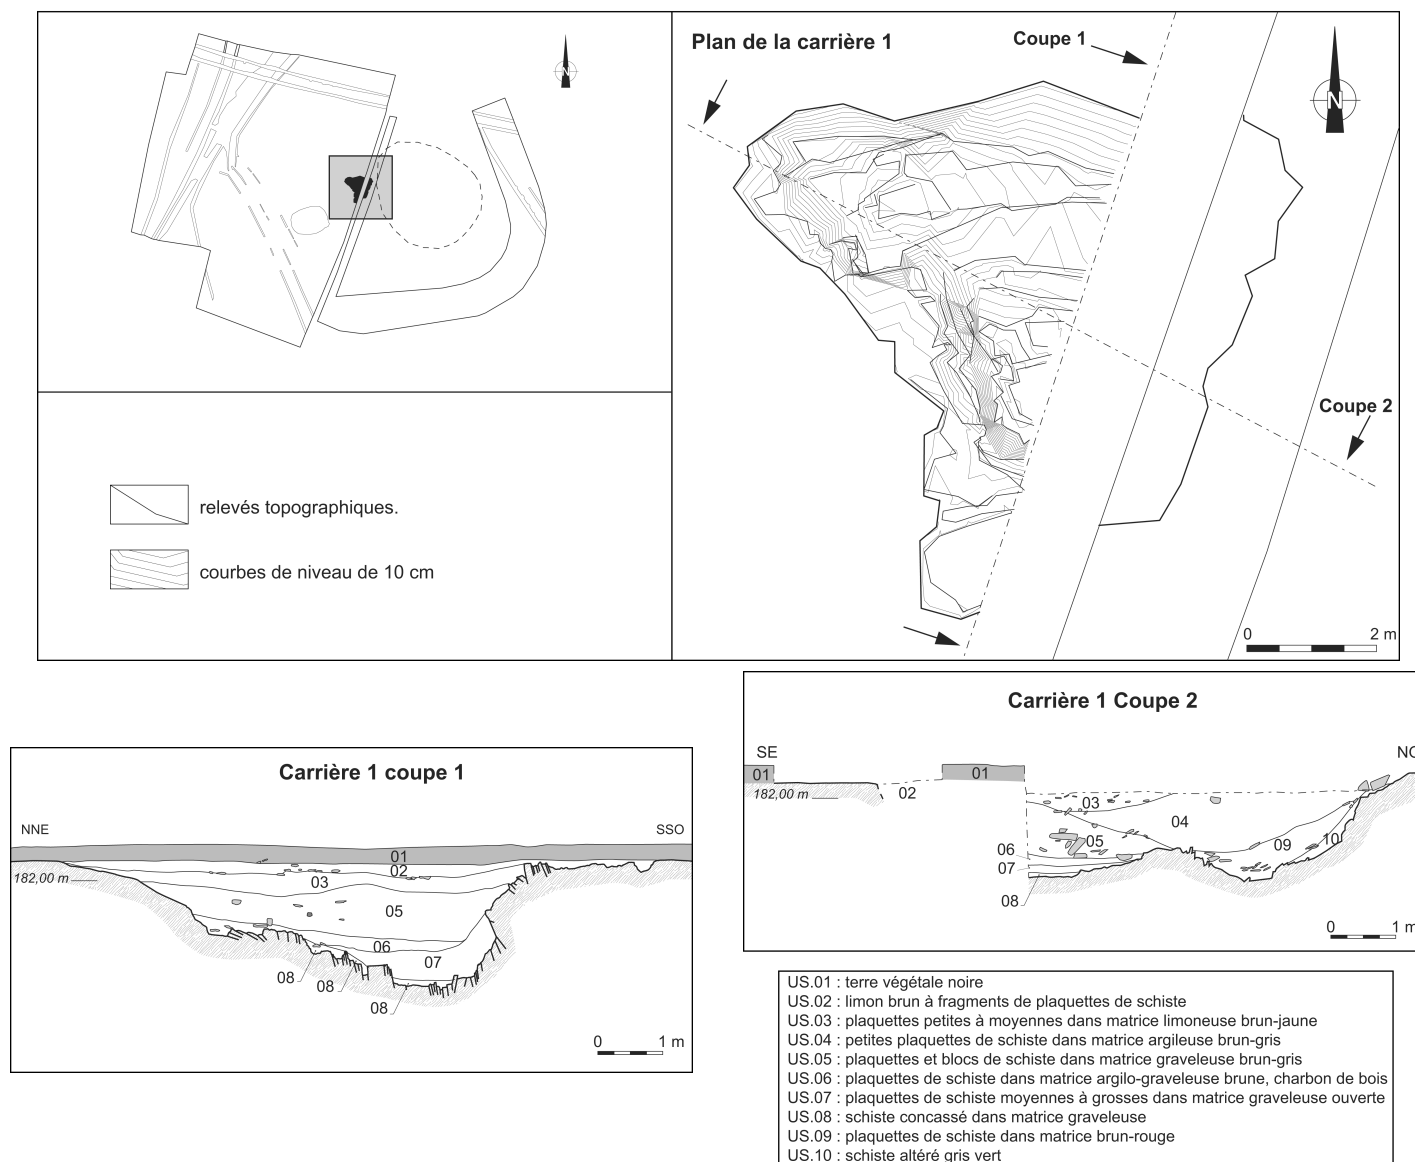 N
relevés topographiques.
courbes de niveau de 10 cm
Plan de la carrière 1
Coupe 1
N
Coupe 2
0 2 m
Carrière 1 coupe 1
NNE
SSO
01
02
182,00 m
03
05
06
07
08
08
08
0 1 m
Carrière 1 Coupe 2
SE
01
01
182,00 m
02
03
04
05
06
07
08
09
10
0 1 m
US.01 : terre végétale noire
US.02 : limon brun à fragments de plaquettes de schiste
US.03 : plaquettes petites à moyennes dans matrice limoneuse brun-jaune
US.04 : petites plaquettes de schiste dans matrice argileuse brun-gris
US.05 : plaquettes et blocs de schiste dans matrice graveleuse brun-gris
US.06 : plaquettes de schiste dans matrice argilo-graveleuse brune, charbon de bois
US.07 : plaquettes de schiste moyennes à grosses dans matrice graveleuse ouverte
US.08 : schiste concassé dans matrice graveleuse
US.09 : plaquettes de schiste dans matrice brun-rouge
US.10 : schiste altéré gris vert